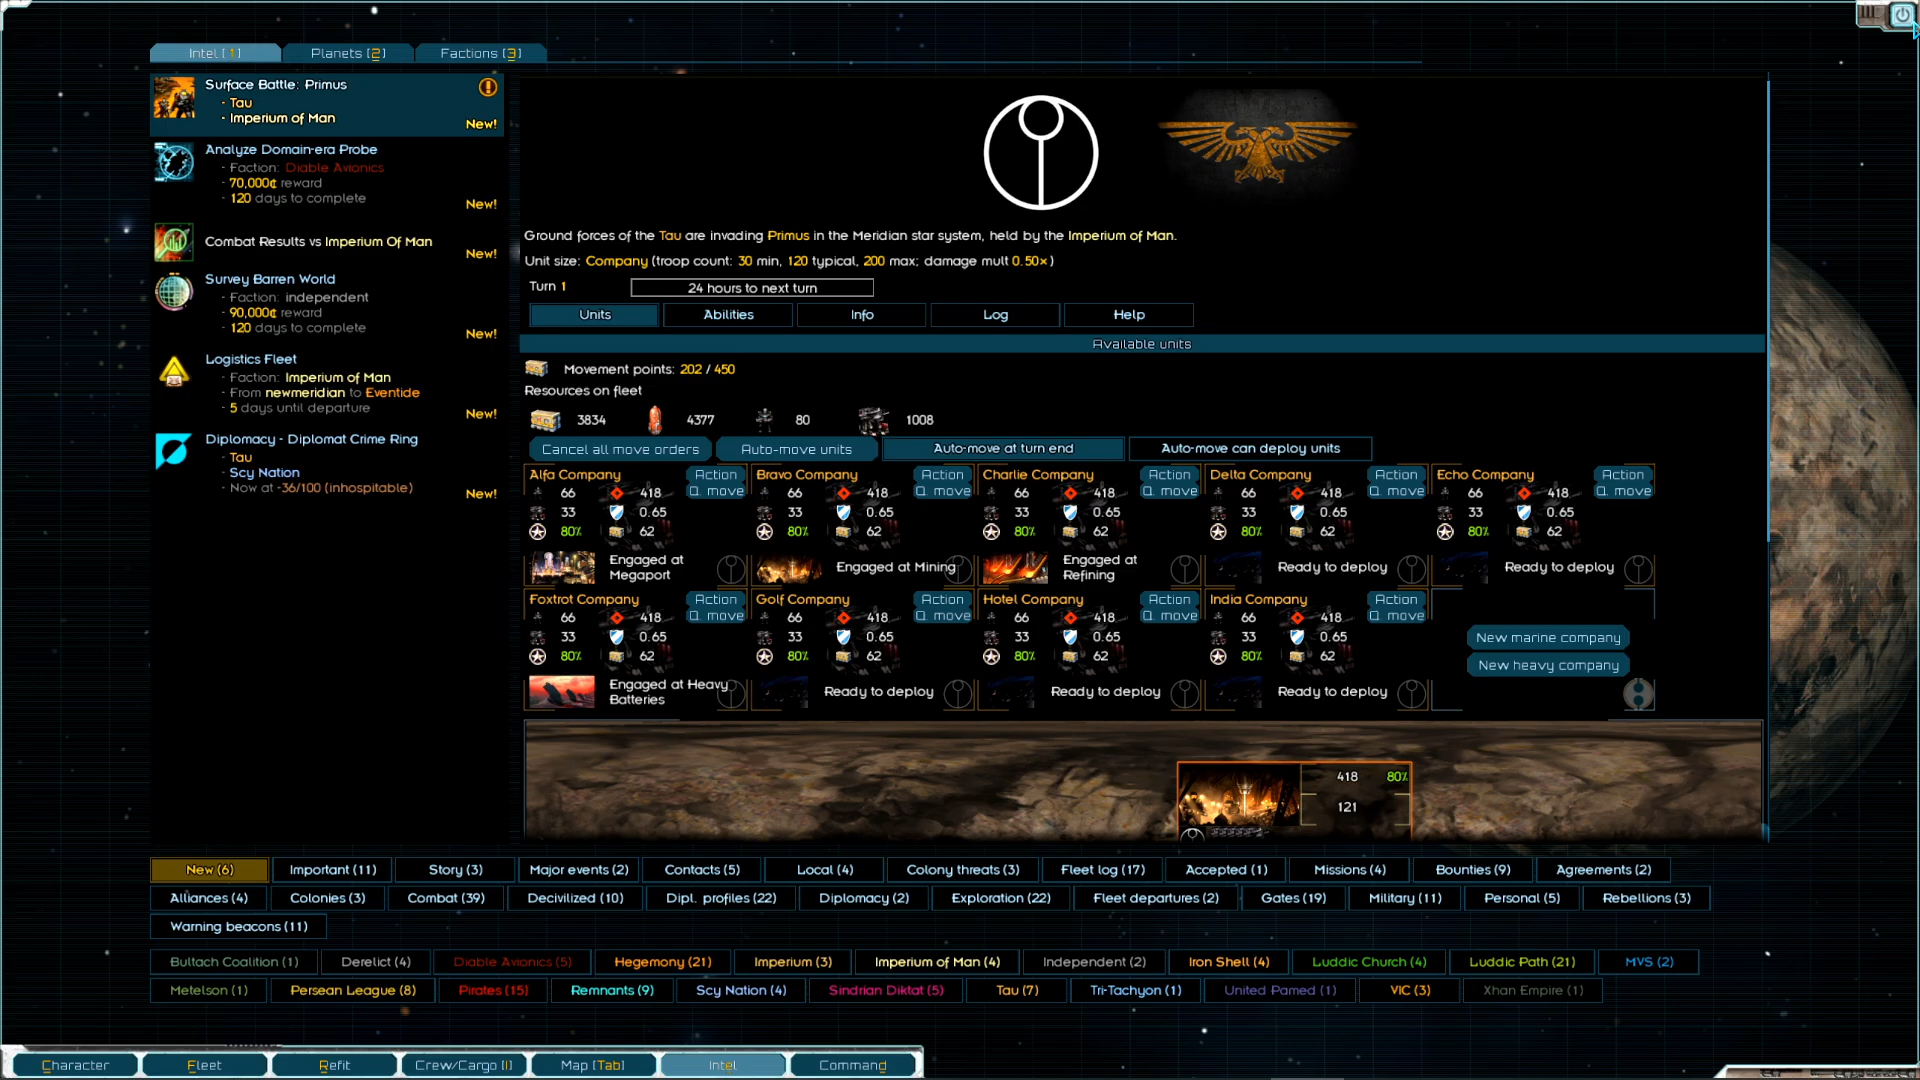 Intel [1]
Planets [2]
Factions [3]
Surface Battle: Primus
- Tau
- Imperium of Man
New!
Analyze Domain-era Probe
- Faction: Diable Avionics
- 70,000¢ reward
- 120 days to complete
New!
Combat Results vs Imperium Of Man
New!
Survey Barren World
- Faction: independent
- 90,000¢ reward
- 120 days to complete
New!
Logistics Fleet
- Faction: Imperium of Man
- From newmeridian to Eventide
- 5 days until departure
New!
Diplomacy - Diplomat Crime Ring
- Tau
- Scy Nation
- Now at -36/100 (inhospitable)
New!
Ground forces of the Tau are invading Primus in the Meridian star system, held by the Imperium of Man.
Unit size: Company (troop count: 30 min, 120 typical, 200 max; damage mult 0.50×)
Turn 1
24 hours to next turn
Units
Abilities
Info
Log
Help
Available units
Movement points: 202 / 450
Resources on fleet
3834
4377
80
1008
Cancel all move orders
Auto-move units
Auto-move at turn end
Auto-move can deploy units
Alfa Company
Action
Q. move
66 418
33 0.65
80% 62
Engaged at Megaport
Bravo Company
Action
Q. move
66 418
33 0.65
80% 62
Engaged at Mining
Charlie Company
Action
Q. move
66 418
33 0.65
80% 62
Engaged at Refining
Delta Company
Action
Q. move
66 418
33 0.65
80% 62
Ready to deploy
Echo Company
Action
Q. move
66 418
33 0.65
80% 62
Ready to deploy
Foxtrot Company
Action
Q. move
66 418
33 0.65
80% 62
Engaged at Heavy Batteries
Golf Company
Action
Q. move
66 418
33 0.65
80% 62
Ready to deploy
Hotel Company
Action
Q. move
66 418
33 0.65
80% 62
Ready to deploy
India Company
Action
Q. move
66 418
33 0.65
80% 62
Ready to deploy
New marine company
New heavy company
418 80%
121
New (6)
Important (11)
Story (3)
Major events (2)
Contacts (5)
Local (4)
Colony threats (3)
Fleet log (17)
Accepted (1)
Missions (4)
Bounties (9)
Agreements (2)
Alliances (4)
Colonies (3)
Combat (39)
Decivilized (10)
Dipl. profiles (22)
Diplomacy (2)
Exploration (22)
Fleet departures (2)
Gates (19)
Military (11)
Personal (5)
Rebellions (3)
Warning beacons (11)
Bultach Coalition (1)
Derelict (4)
Diable Avionics (5)
Hegemony (21)
Imperium (3)
Imperium of Man (4)
Independent (2)
Iron Shell (4)
Luddic Church (4)
Luddic Path (21)
MVS (2)
Metelson (1)
Persean League (8)
Pirates (15)
Remnants (9)
Scy Nation (4)
Sindrian Diktat (5)
Tau (7)
Tri-Tachyon (1)
United Pamed (1)
VIC (3)
Xhan Empire (1)
Character
Fleet
Refit
Crew/Cargo [I]
Map [Tab]
Intel
Command